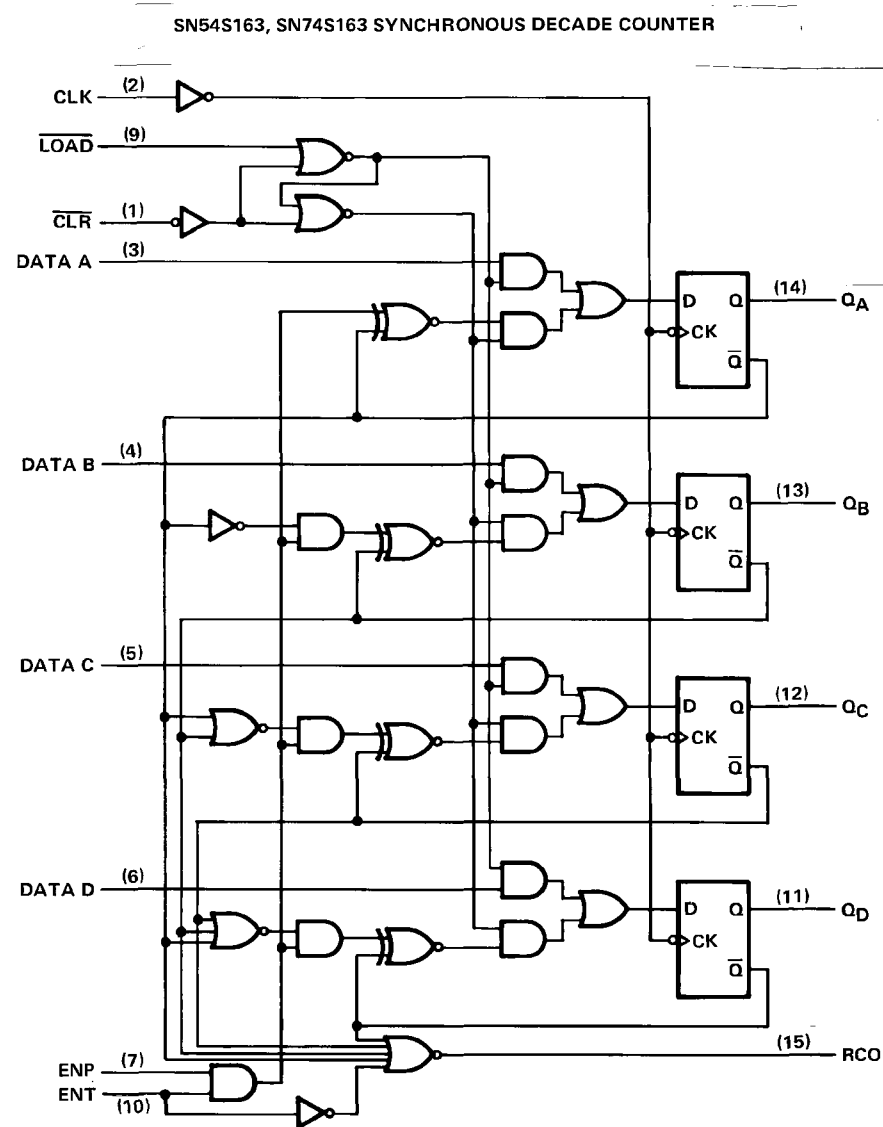 SN54S163, SN74S163 SYNCHRONOUS DECADE COUNTER
CLK (2)
LOAD (9)
CLR (1)
DATA A (3)
D Q (14) QA
CK
Q
DATA B (4)
D Q (13) QB
CK
Q
DATA C (5)
D Q (12) QC
CK
Q
DATA D (6)
D Q (11) QD
CK
Q
(15) RCO
ENP (7)
ENT (10)